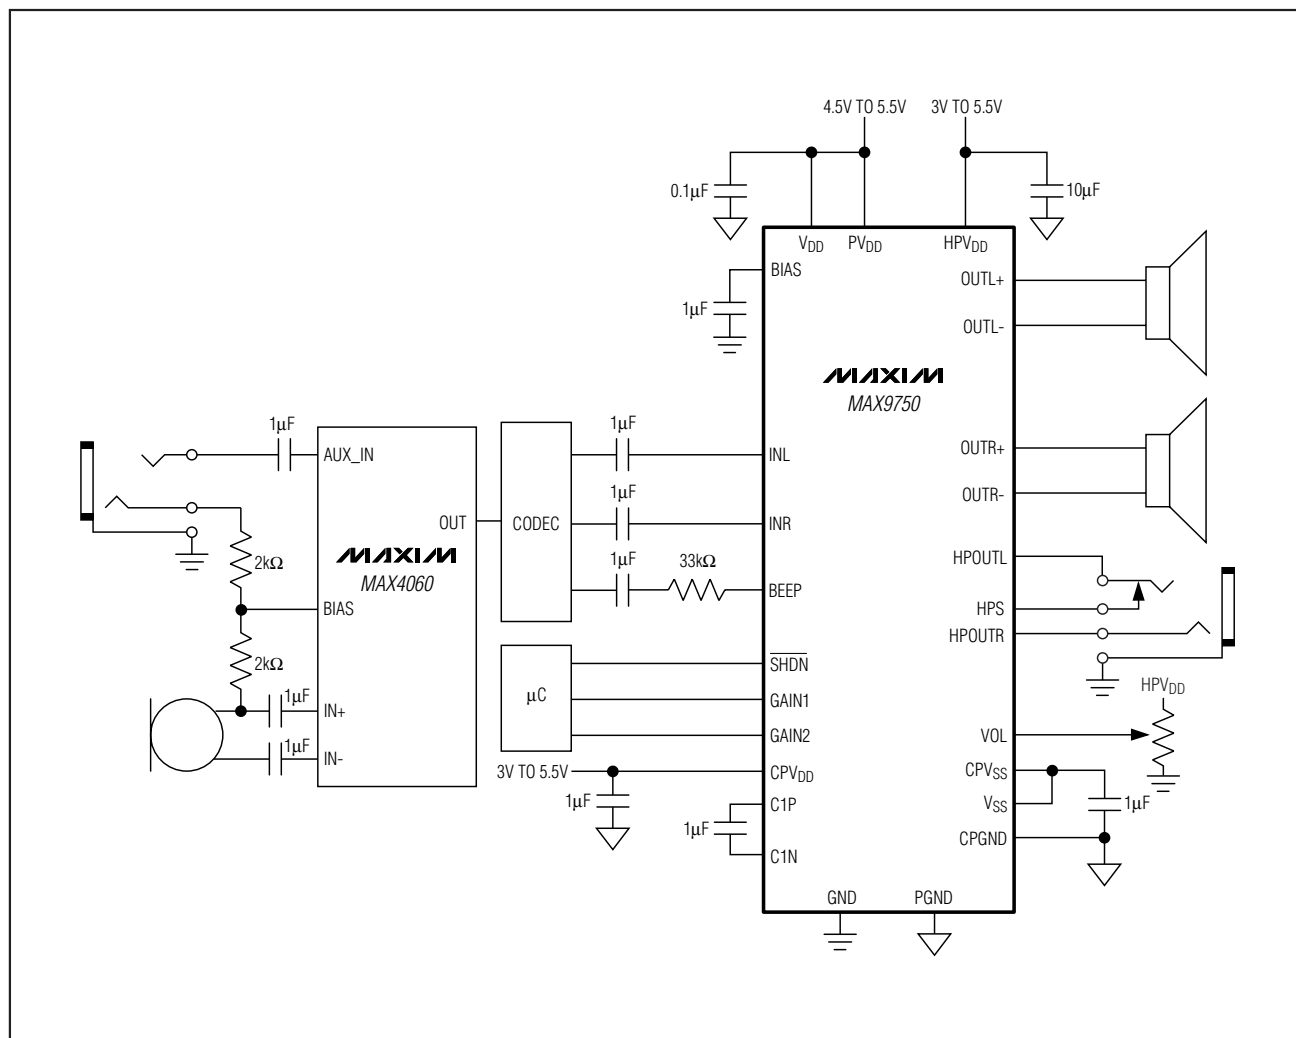 4.5V TO 5.5V
3V TO 5.5V
0.1μF
10μF
VDD
PVDD
HPVDD
BIAS
1μF
OUTL+
OUTL-
MAXIM
MAX9750
1μF
AUX_IN
OUT
MAXIM
MAX4060
2kΩ
BIAS
2kΩ
1μF
IN+
1μF
IN-
CODEC
1μF
INL
1μF
INR
1μF
33kΩ
BEEP
OUTR+
OUTR-
HPOUTL
HPS
HPOUTR
HPVDD
μC
SHDN
GAIN1
GAIN2
VOL
3V TO 5.5V
CPVDD
1μF
C1P
1μF
C1N
CPVSS
VSS
1μF
CPGND
GND
PGND